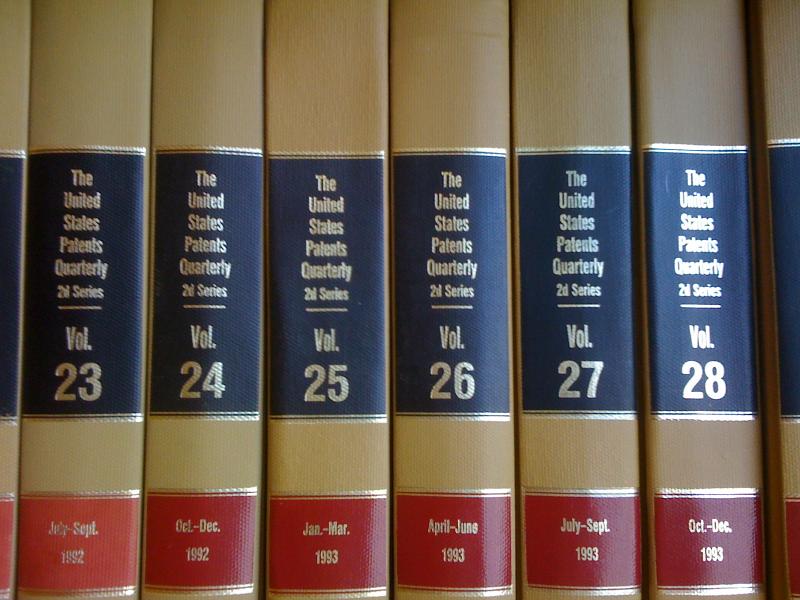 The
United
States
Patents
Quarterly
2d Series
Vol.
23
July-Sept.
1992
The
United
States
Patents
Quarterly
2d Series
Vol.
24
Oct.-Dec.
1992
The
United
States
Patents
Quarterly
2d Series
Vol.
25
Jan.-Mar.
1993
The
United
States
Patents
Quarterly
2d Series
Vol.
26
April-June
1993
The
United
States
Patents
Quarterly
2d Series
Vol.
27
July-Sept.
1993
The
United
States
Patents
Quarterly
2d Series
Vol.
28
Oct.-Dec.
1993